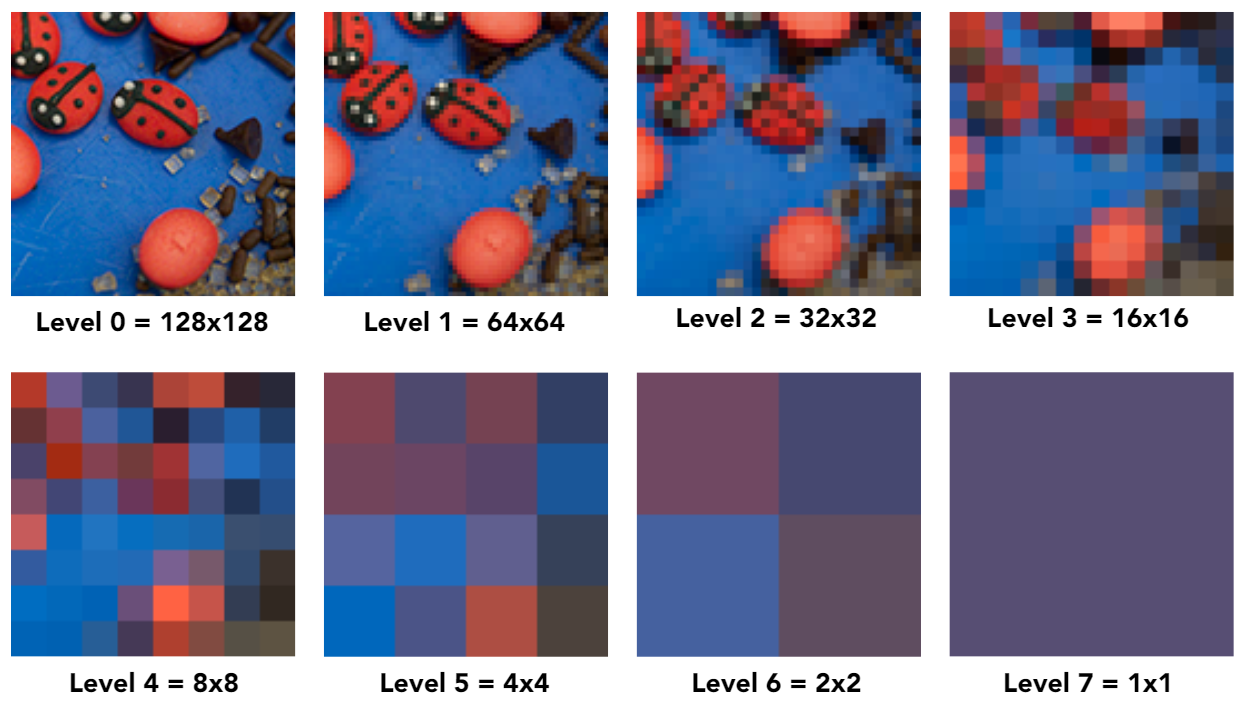 Level 0 = 128x128
Level 1 = 64x64
Level 2 = 32x32
Level 3 = 16x16
Level 4 = 8x8
Level 5 = 4x4
Level 6 = 2x2
Level 7 = 1x1